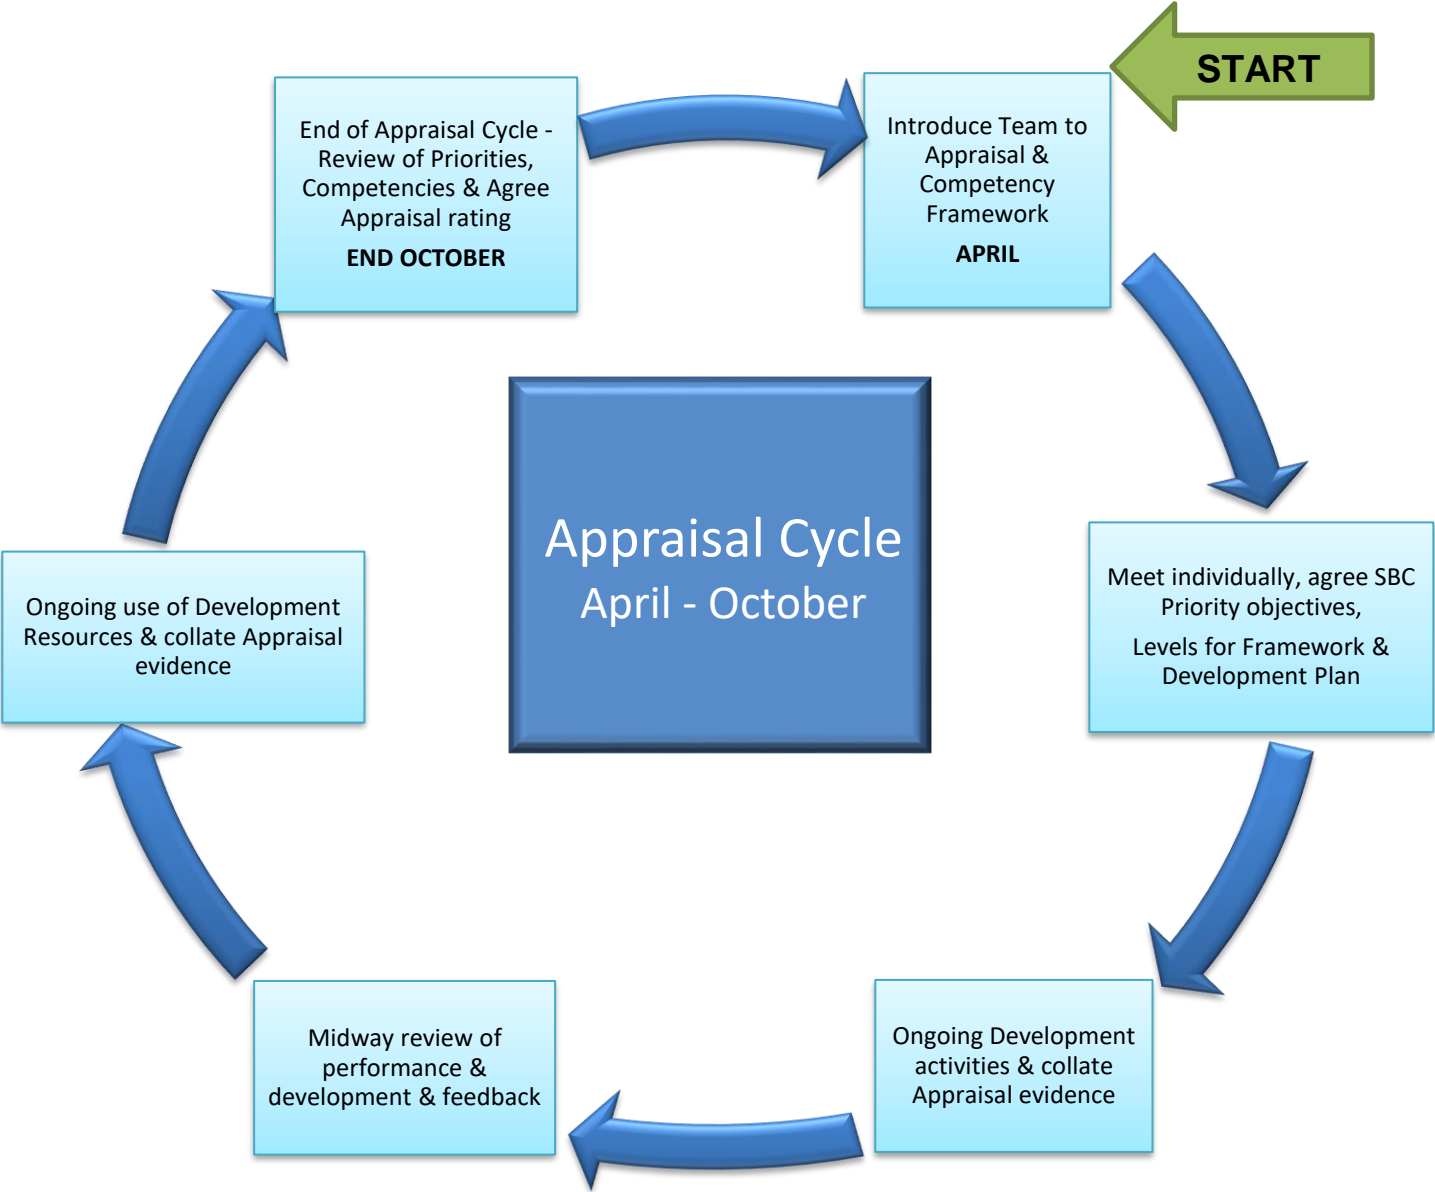 START
Introduce Team to
Appraisal &
Competency
Framework
APRIL
Meet individually, agree SBC
Priority objectives,
Levels for Framework &
Development Plan
Ongoing Development
activities & collate
Appraisal evidence
Midway review of
performance &
development & feedback
Ongoing use of Development
Resources & collate Appraisal
evidence
End of Appraisal Cycle -
Review of Priorities,
Competencies & Agree
Appraisal rating
END OCTOBER
Appraisal Cycle
April - October